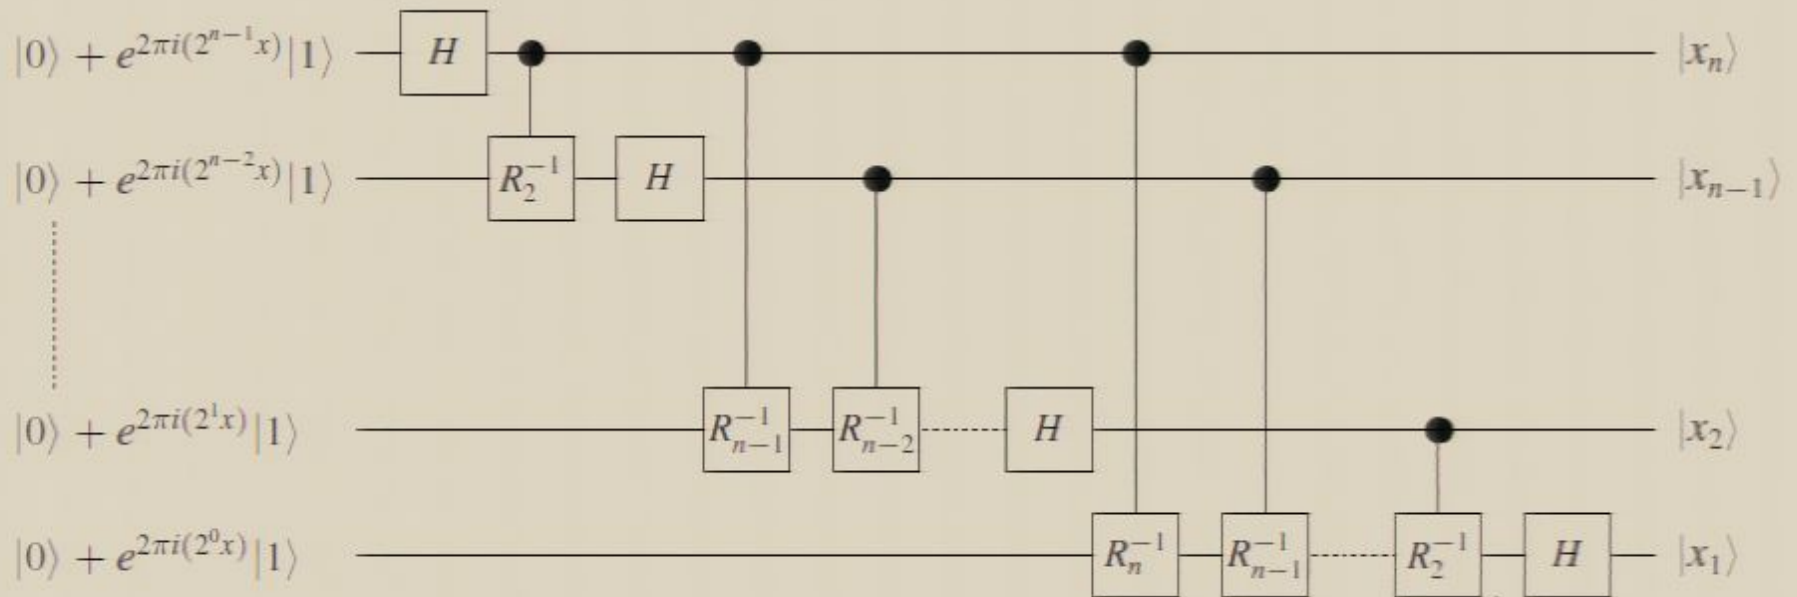 |0⟩ + e^{2πi(2^{n−1}x)}|1⟩ H |x_n⟩
|0⟩ + e^{2πi(2^{n−2}x)}|1⟩ R_2^{−1} H |x_{n−1}⟩
|0⟩ + e^{2πi(2^1x)}|1⟩ R_{n−1}^{−1} R_{n−2}^{−1} H |x_2⟩
|0⟩ + e^{2πi(2^0x)}|1⟩ R_n^{−1} R_{n−1}^{−1} R_2^{−1} H |x_1⟩